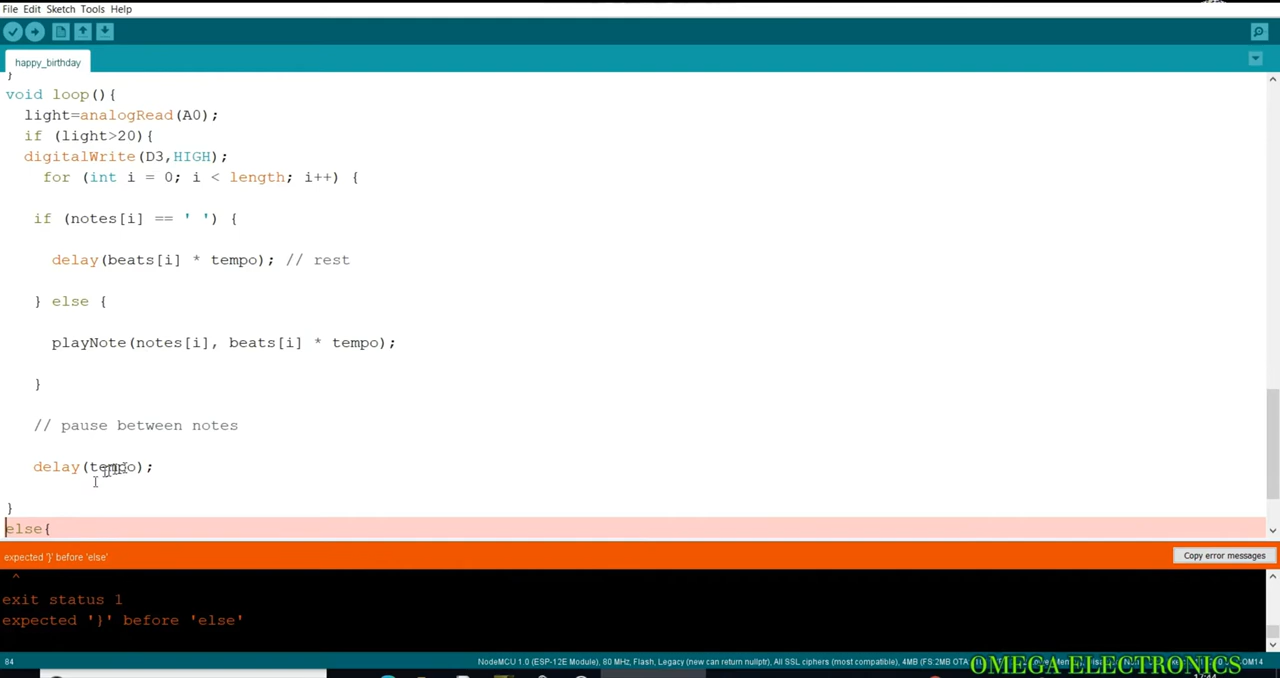 File Edit Sketch Tools Help
happy_birthday
}
void loop(){
light=analogRead(A0);
if (light>20){
digitalWrite(D3,HIGH);
for (int i = 0; i < length; i++) {
if (notes[i] == ' ') {
delay(beats[i] * tempo); // rest
} else {
playNote(notes[i], beats[i] * tempo);
}
// pause between notes
delay(tempo);
}
else{
expected '}' before 'else'
Copy error messages
^
exit status 1
expected '}' before 'else'
84
NodeMCU 1.0 (ESP-12E Module), 80 MHz, Flash, Legacy (new can return nullptr), All SSL ciphers (most compatible), 4MB (FS:2MB OTA
OMEGA ELECTRONICS